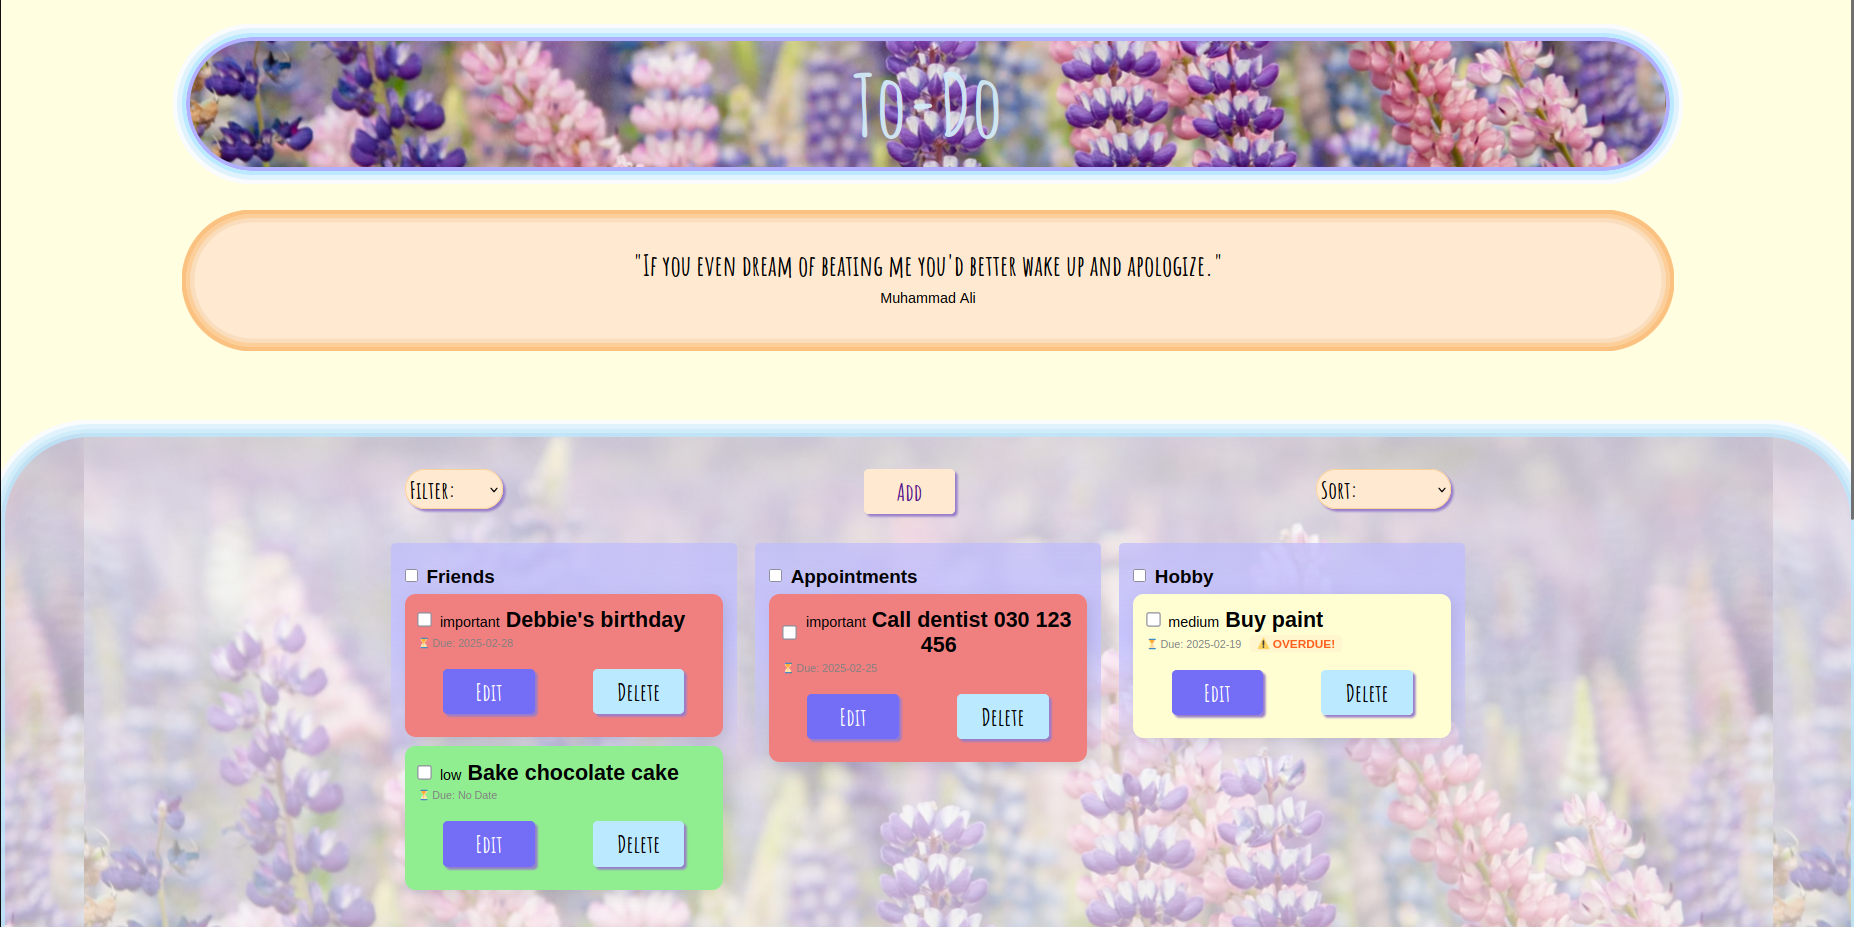 To-Do
"If you even dream of beating me you'd better wake up and apologize."
Muhammad Ali
Filter:
Add
Sort:
Friends
important Debbie's birthday
⌛ Due: 2025-02-28
Edit
Delete
low Bake chocolate cake
⌛ Due: No Date
Edit
Delete
Appointments
important Call dentist 030 123
456
⌛ Due: 2025-02-25
Edit
Delete
Hobby
medium Buy paint
⌛ Due: 2025-02-19 ⚠️ OVERDUE!
Edit
Delete